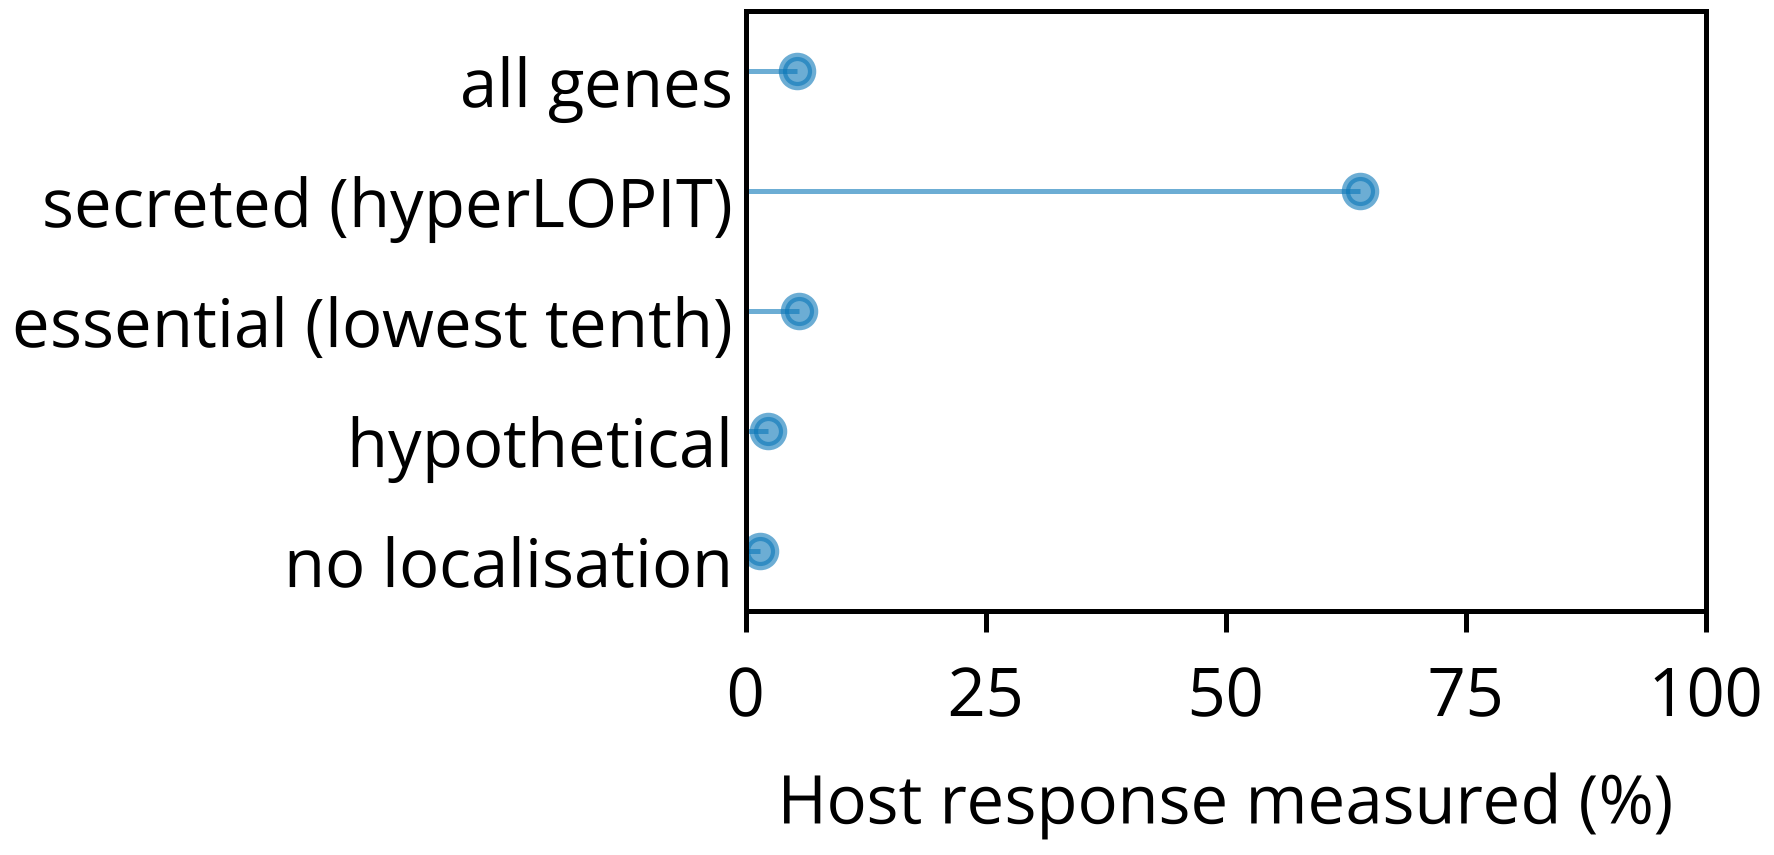 all genes
secreted (hyperLOPIT)
essential (lowest tenth)
hypothetical
no localisation
0 25 50 75 100
Host response measured (%)